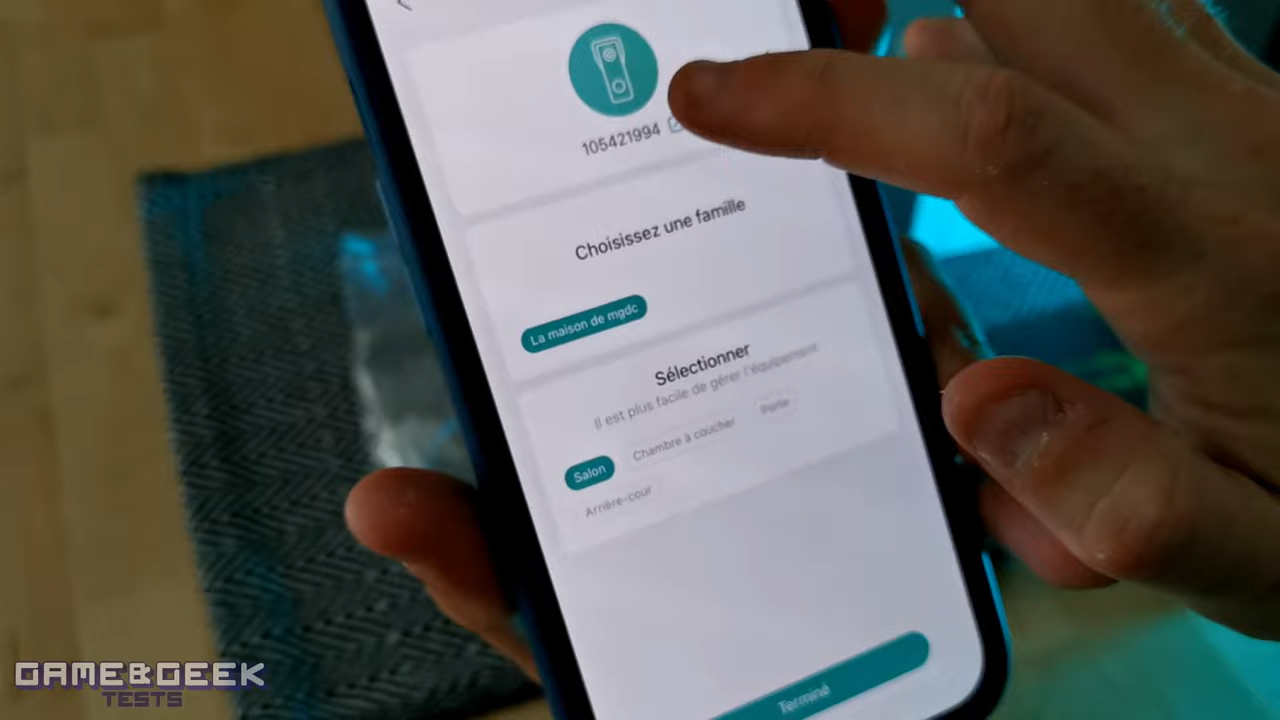 105421994
Choisissez une famille
La maison de mgdc
Sélectionner
Il est plus facile de gérer l'équipement
Salon Chambre à coucher Porte
Arrière-cour
Terminé
GAME&GEEK
TESTS